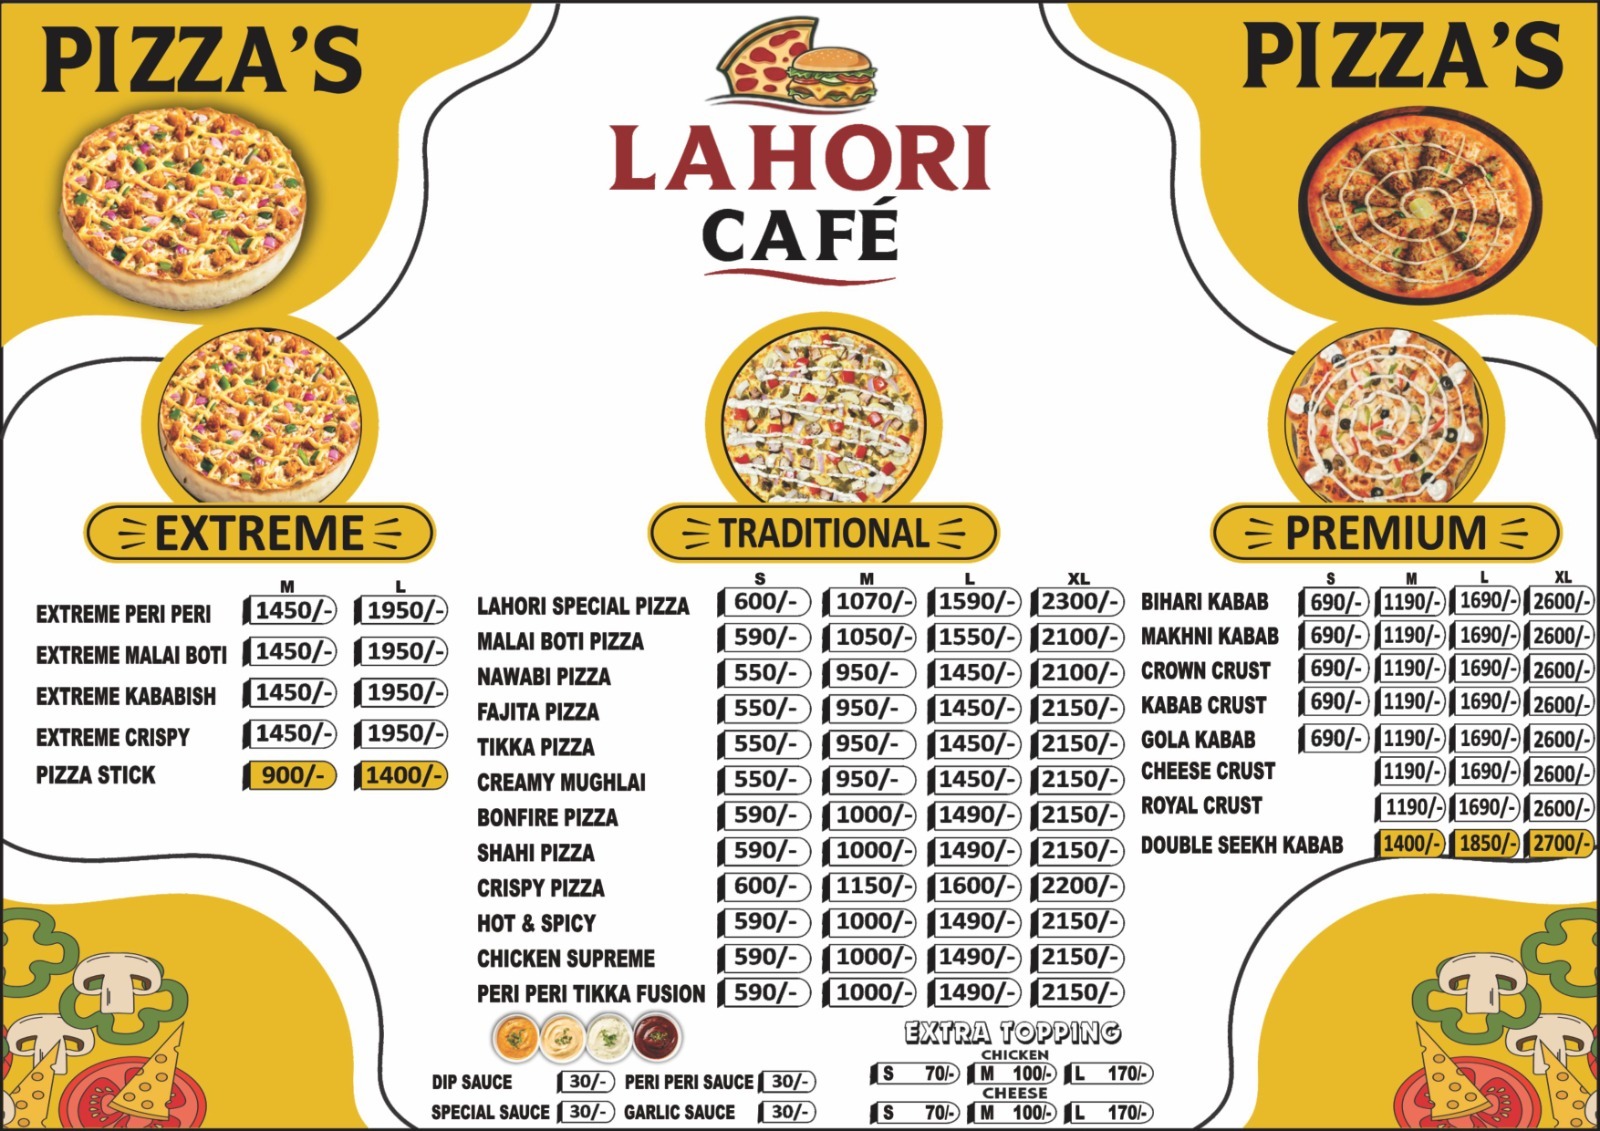 PIZZA'S
PIZZA'S
LAHORI
CAFÉ
EXTREME
M L
EXTREME PERI PERI 1450/- 1950/-
EXTREME MALAI BOTI 1450/- 1950/-
EXTREME KABABISH 1450/- 1950/-
EXTREME CRISPY 1450/- 1950/-
PIZZA STICK 900/- 1400/-
TRADITIONAL
S M L XL
LAHORI SPECIAL PIZZA 600/- 1070/- 1590/- 2300/-
MALAI BOTI PIZZA 590/- 1050/- 1550/- 2100/-
NAWABI PIZZA 550/- 950/- 1450/- 2100/-
FAJITA PIZZA 550/- 950/- 1450/- 2150/-
TIKKA PIZZA 550/- 950/- 1450/- 2150/-
CREAMY MUGHLAI 550/- 950/- 1450/- 2150/-
BONFIRE PIZZA 590/- 1000/- 1490/- 2150/-
SHAHI PIZZA 590/- 1000/- 1490/- 2150/-
CRISPY PIZZA 600/- 1150/- 1600/- 2200/-
HOT & SPICY 590/- 1000/- 1490/- 2150/-
CHICKEN SUPREME 590/- 1000/- 1490/- 2150/-
PERI PERI TIKKA FUSION 590/- 1000/- 1490/- 2150/-
PREMIUM
S M L XL
BIHARI KABAB 690/- 1190/- 1690/- 2600/-
MAKHNI KABAB 690/- 1190/- 1690/- 2600/-
CROWN CRUST 690/- 1190/- 1690/- 2600/-
KABAB CRUST 690/- 1190/- 1690/- 2600/-
GOLA KABAB 690/- 1190/- 1690/- 2600/-
CHEESE CRUST 1190/- 1690/- 2600/-
ROYAL CRUST 1190/- 1690/- 2600/-
DOUBLE SEEKH KABAB 1400/- 1850/- 2700/-
DIP SAUCE 30/- PERI PERI SAUCE 30/-
SPECIAL SAUCE 30/- GARLIC SAUCE 30/-
EXTRA TOPPING
CHICKEN
S 70/- M 100/- L 170/-
CHEESE
S 70/- M 100/- L 170/-